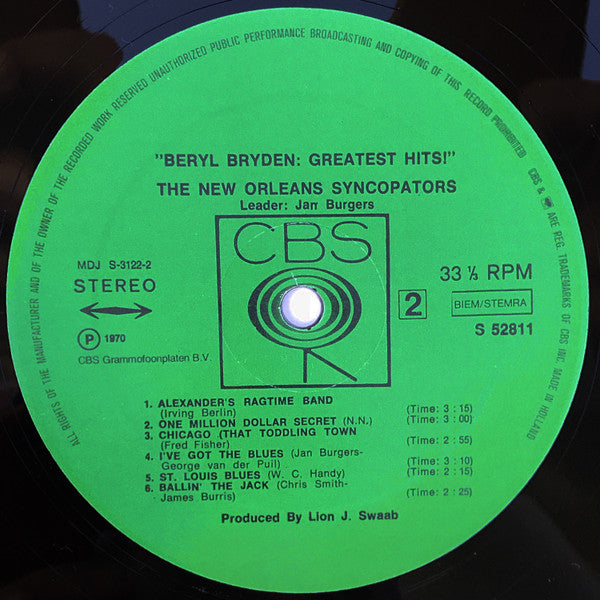 ALL RIGHTS OF THE MANUFACTURER AND OF THE OWNER OF THE RECORDED WORK RESERVED UNAUTHORIZED PUBLIC PERFORMANCE BROADCASTING AND COPYING OF THIS RECORD PROHIBITED
CBS & ARE REG. TRADEMARKS OF CBS INC. MADE IN HOLLAND
"BERYL BRYDEN: GREATEST HITS!"
THE NEW ORLEANS SYNCOPATORS
Leader: Jan Burgers
CBS
MDJ S-3122-2
STEREO
33 ⅓ RPM
2
BIEM/STEMRA
S 52811
P 1970
CBS Grammofoonplaten B.V.
1. ALEXANDER'S RAGTIME BAND
(Irving Berlin) (Time: 3 : 15)
2. ONE MILLION DOLLAR SECRET (N.N.) (Time: 3 : 00)
3. CHICAGO (THAT TODDLING TOWN
(Fred Fisher) (Time: 2 : 55)
4. I'VE GOT THE BLUES (Jan Burgers-
George van der Puil) (Time: 3 : 10)
5. ST. LOUIS BLUES (W. C. Handy) (Time: 2 : 15)
6. BALLIN' THE JACK (Chris Smith-
James Burris) (Time: 2 : 25)
Produced By Lion J. Swaab